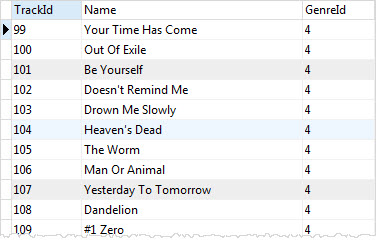 TrackId Name GenreId
99 Your Time Has Come 4
100 Out Of Exile 4
101 Be Yourself 4
102 Doesn't Remind Me 4
103 Drown Me Slowly 4
104 Heaven's Dead 4
105 The Worm 4
106 Man Or Animal 4
107 Yesterday To Tomorrow 4
108 Dandelion 4
109 #1 Zero 4